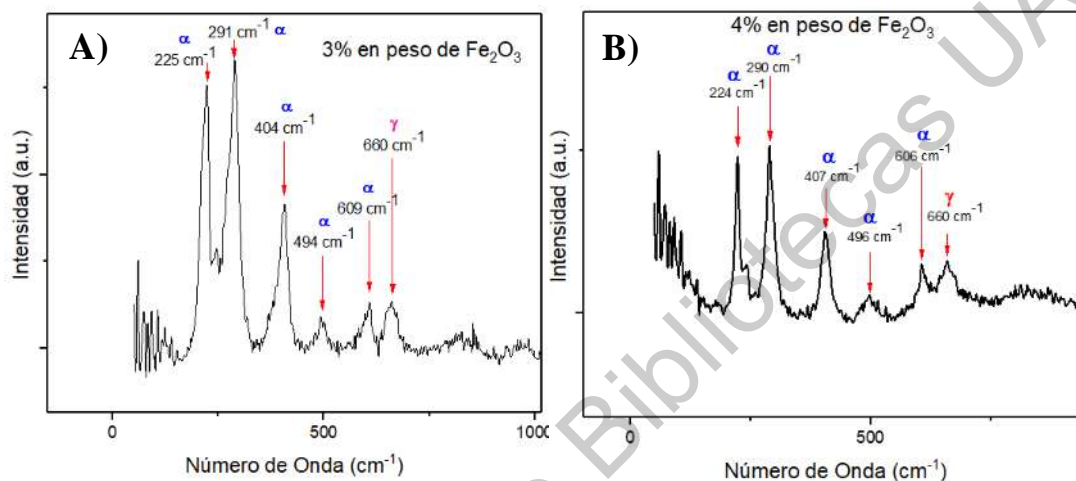 A)
3% en peso de Fe₂O₃
α
225 cm⁻¹
291 cm⁻¹ α
α
404 cm⁻¹
α
494 cm⁻¹
α
609 cm⁻¹
γ
660 cm⁻¹
Intensidad (a.u.)
0
500
1000
Número de Onda (cm⁻¹)
B)
4% en peso de Fe₂O₃
α
224 cm⁻¹
α
290 cm⁻¹
α
407 cm⁻¹
α
496 cm⁻¹
α
606 cm⁻¹
γ
660 cm⁻¹
Intensidad (a.u.)
0
500
Número de Onda (cm⁻¹)
Bibliotecas UA